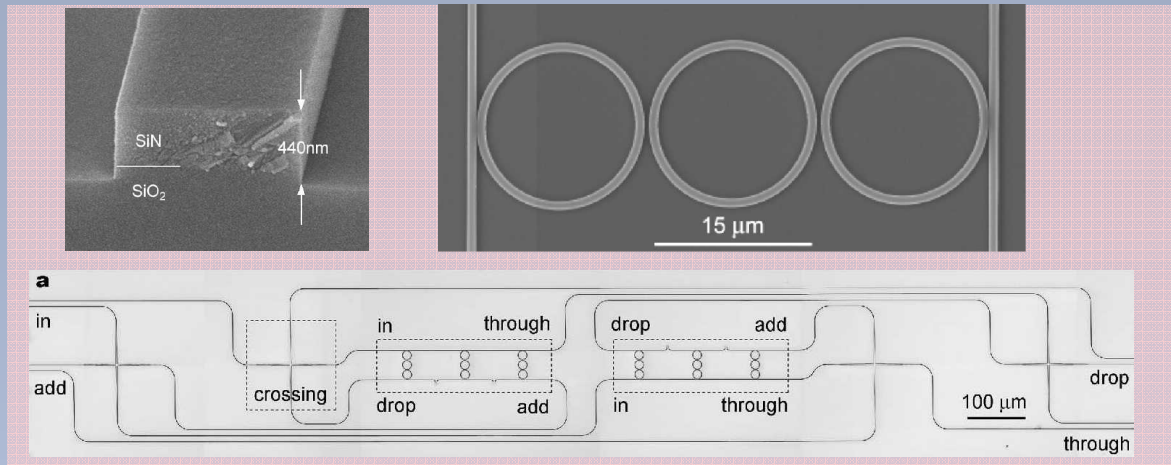 SiN
440nm
SiO₂
15 μm
a
in
add
crossing
in
through
drop
add
drop
add
in
through
100 μm
drop
through